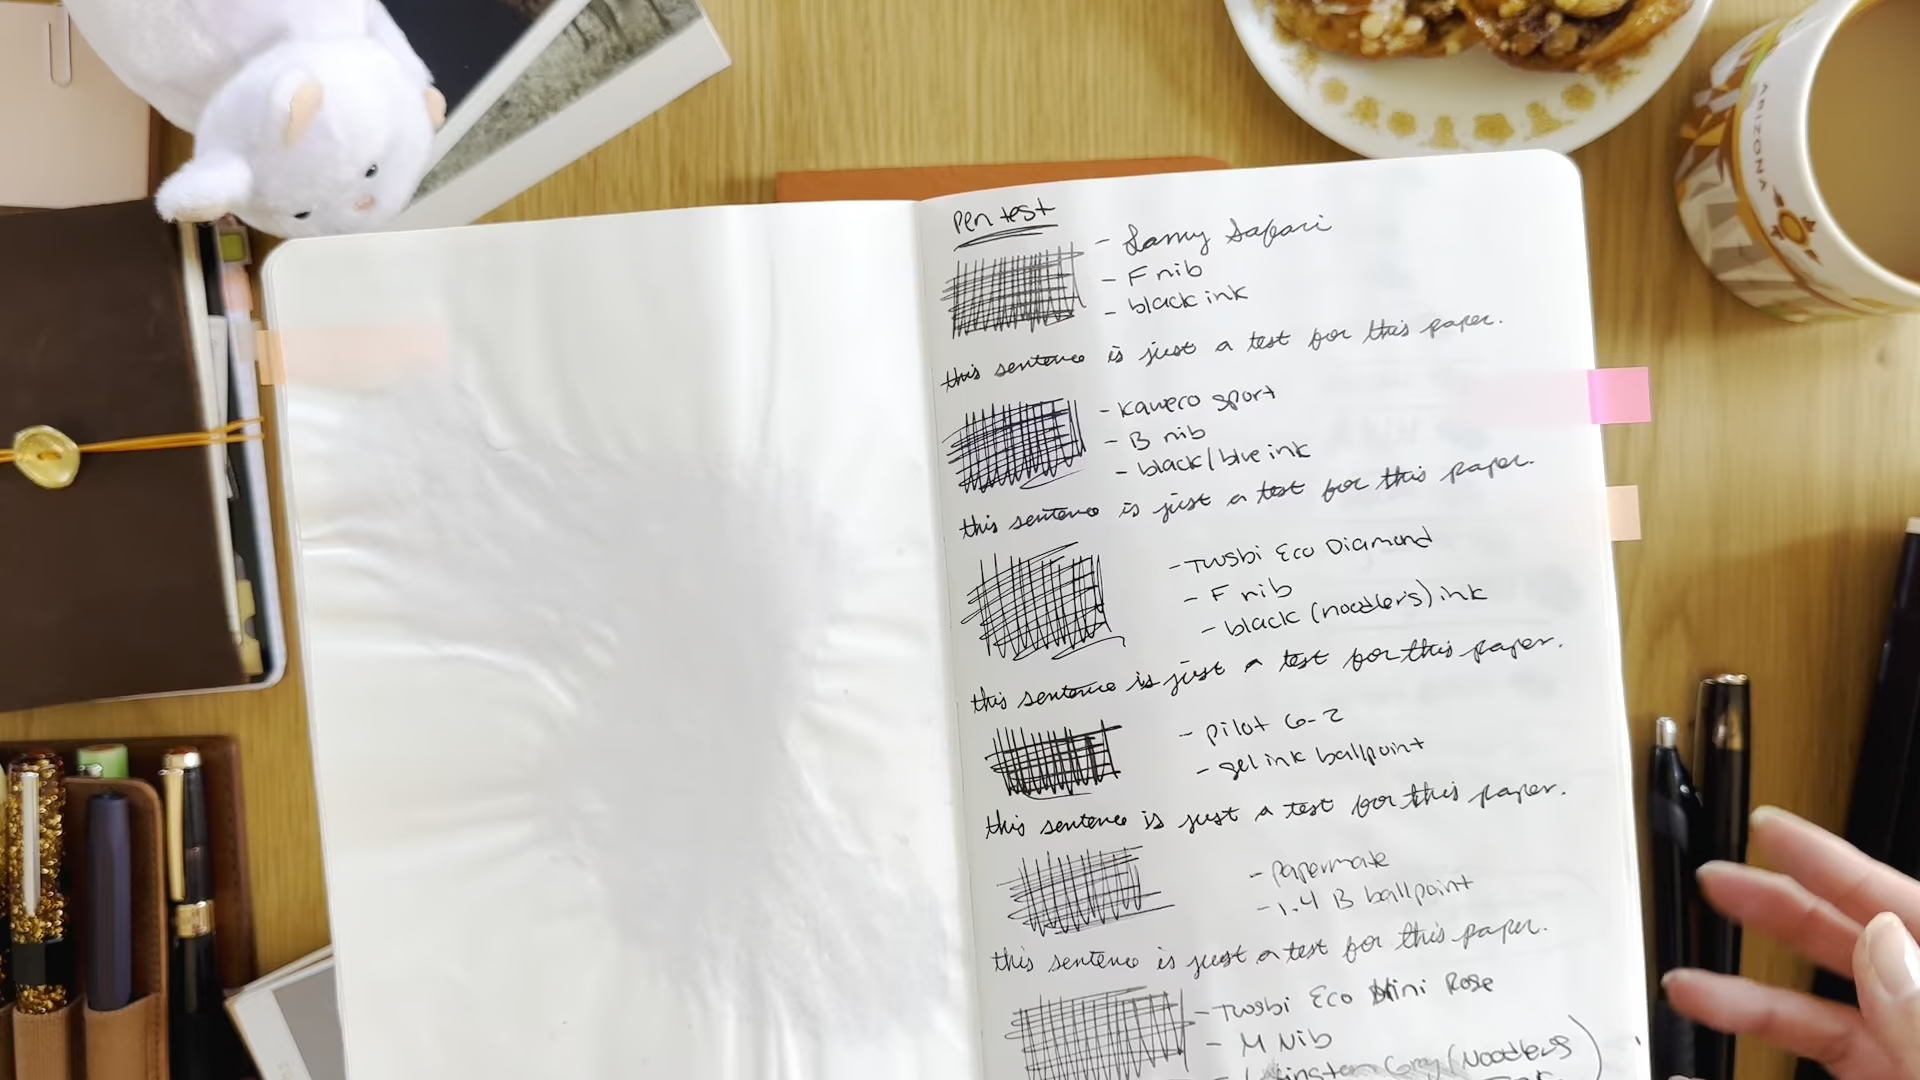 Pen test
- Lamy Safari
- F nib
- black ink
this sentence is just a test for this paper.
- Kaweco sport
- B nib
- black/blue ink
this sentence is just a test for this paper.
- TWSbi Eco Diamond
- F nib
- black (noodlers) ink
this sentence is just a test for this paper.
- pilot G-2
- gel ink ballpoint
this sentence is just a test for this paper.
- papermate
- 1.4 B ballpoint
this sentence is just a test for this paper.
- TWSbi Eco Mini Rose
- M Nib
Grey (Noodlers
ARIZONA